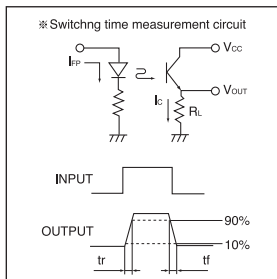 ※Switchng time measurement circuit
IFP
VCC
IC
VOUT
RL
INPUT
OUTPUT
90%
10%
tr
tf